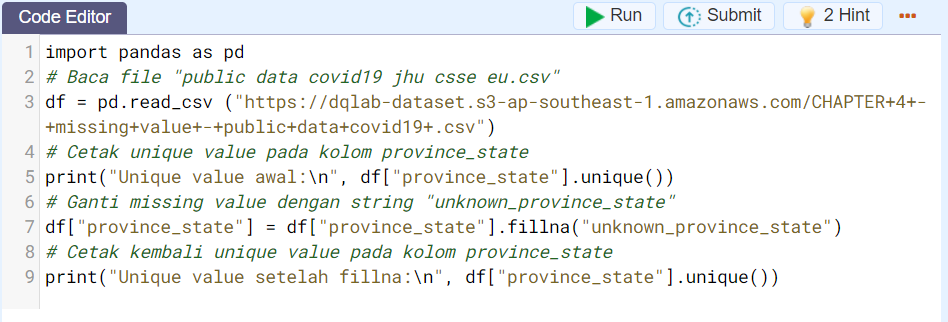 Code Editor Run Submit 2 Hint
1 import pandas as pd
2 # Baca file "public data covid19 jhu csse eu.csv"
3 df = pd.read_csv ("https://dqlab-dataset.s3-ap-southeast-1.amazonaws.com/CHAPTER+4+-
+missing+value+-+public+data+covid19+.csv")
4 # Cetak unique value pada kolom province_state
5 print("Unique value awal:\n", df["province_state"].unique())
6 # Ganti missing value dengan string "unknown_province_state"
7 df["province_state"] = df["province_state"].fillna("unknown_province_state")
8 # Cetak kembali unique value pada kolom province_state
9 print("Unique value setelah fillna:\n", df["province_state"].unique())